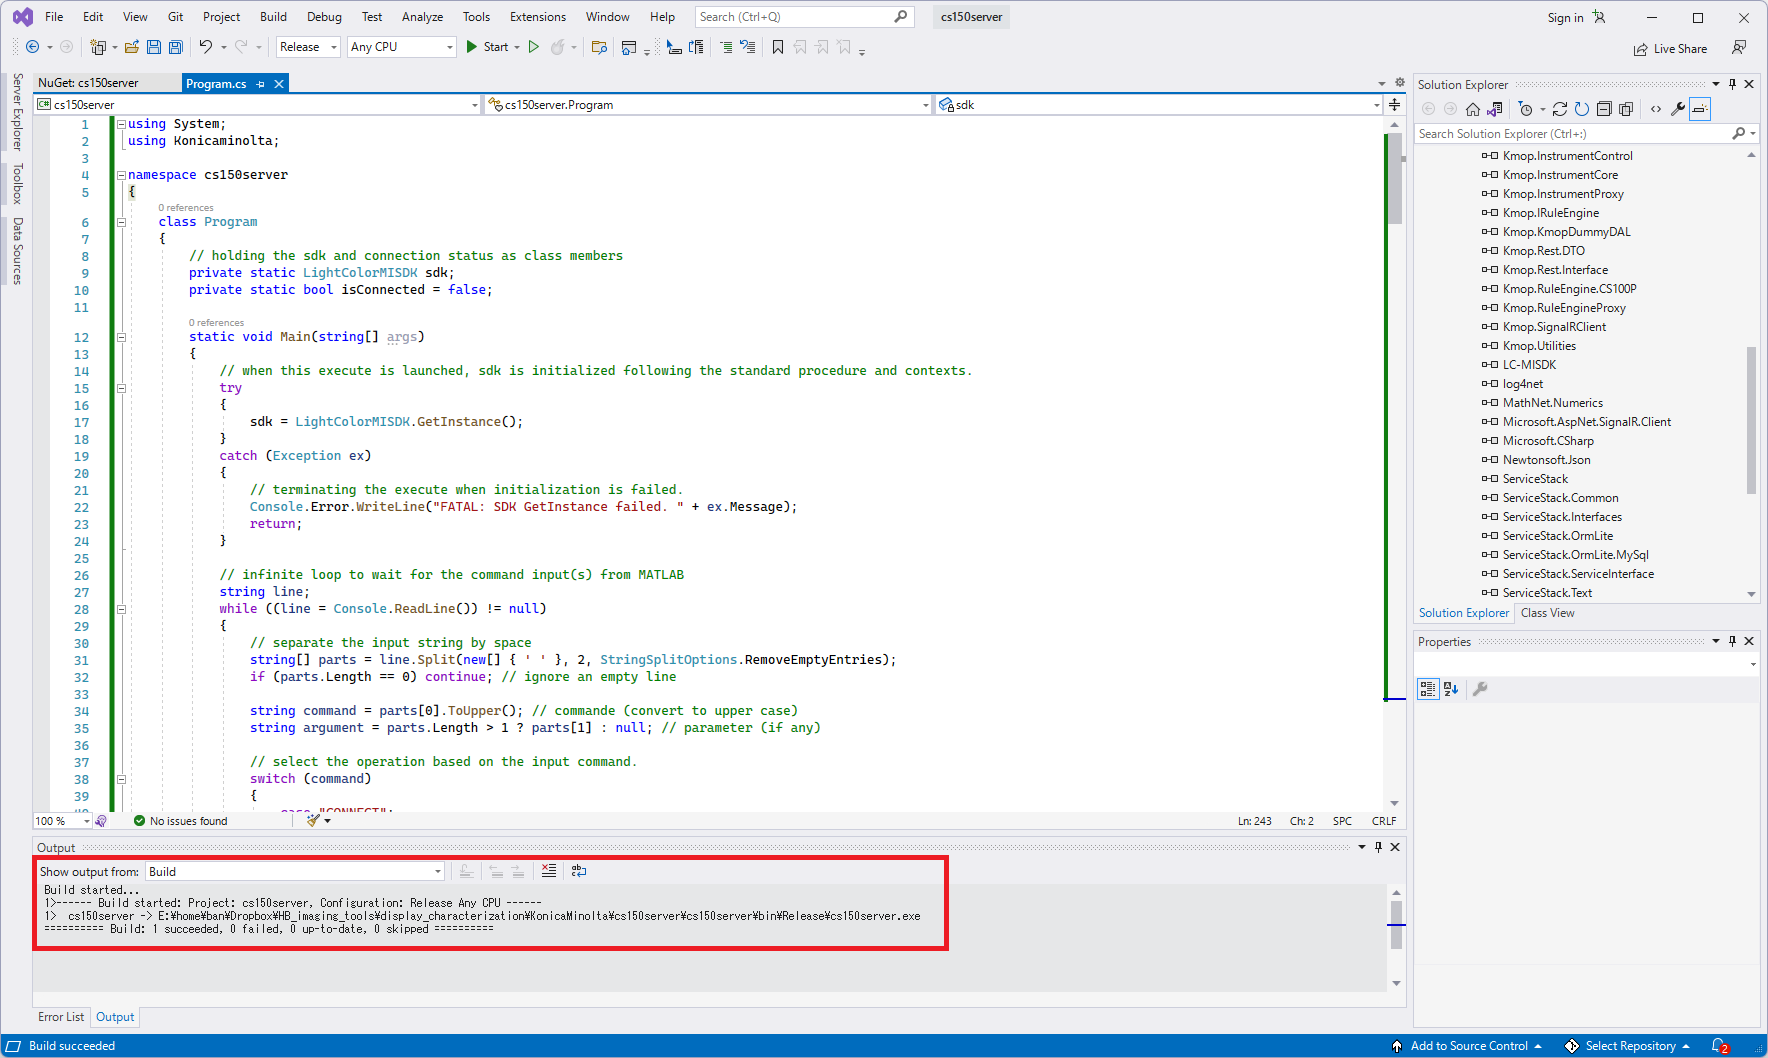 File Edit View Git Project Build Debug Test Analyze Tools Extensions Window Help Search (Ctrl+Q) cs150server Sign in
Release Any CPU Start Live Share
Server Explorer
Toolbox
Data Sources
NuGet: cs150server Program.cs
C# cs150server cs150server.Program sdk
1 using System;
2 using Konicaminolta;
3
4 namespace cs150server
5 {
0 references
6 class Program
7 {
8 // holding the sdk and connection status as class members
9 private static LightColorMISDK sdk;
10 private static bool isConnected = false;
11
0 references
12 static void Main(string[] args)
13 {
14 // when this execute is launched, sdk is initialized following the standard procedure and contexts.
15 try
16 {
17 sdk = LightColorMISDK.GetInstance();
18 }
19 catch (Exception ex)
20 {
21 // terminating the execute when initialization is failed.
22 Console.Error.WriteLine("FATAL: SDK GetInstance failed. " + ex.Message);
23 return;
24 }
25
26 // infinite loop to wait for the command input(s) from MATLAB
27 string line;
28 while ((line = Console.ReadLine()) != null)
29 {
30 // separate the input string by space
31 string[] parts = line.Split(new[] { ' ' }, 2, StringSplitOptions.RemoveEmptyEntries);
32 if (parts.Length == 0) continue; // ignore an empty line
33
34 string command = parts[0].ToUpper(); // commande (convert to upper case)
35 string argument = parts.Length > 1 ? parts[1] : null; // parameter (if any)
36
37 // select the operation based on the input command.
38 switch (command)
39 {
40 case "CONNECT":
100 % No issues found Ln: 243 Ch: 2 SPC CRLF
Output
Show output from: Build
Build started...
1>------ Build started: Project: cs150server, Configuration: Release Any CPU ------
1>  cs150server -> E:¥home¥ban¥Dropbox¥HB_imaging_tools¥display_characterization¥KonicaMinolta¥cs150server¥cs150server¥bin¥Release¥cs150server.exe
========== Build: 1 succeeded, 0 failed, 0 up-to-date, 0 skipped ==========
Error List Output
Solution Explorer
Search Solution Explorer (Ctrl+:)
Kmop.InstrumentControl
Kmop.InstrumentCore
Kmop.InstrumentProxy
Kmop.IRuleEngine
Kmop.KmopDummyDAL
Kmop.Rest.DTO
Kmop.Rest.Interface
Kmop.RuleEngine.CS100P
Kmop.RuleEngineProxy
Kmop.SignalRClient
Kmop.Utilities
LC-MISDK
log4net
MathNet.Numerics
Microsoft.AspNet.SignalR.Client
Microsoft.CSharp
Newtonsoft.Json
ServiceStack
ServiceStack.Common
ServiceStack.Interfaces
ServiceStack.OrmLite
ServiceStack.OrmLite.MySql
ServiceStack.ServiceInterface
ServiceStack.Text
Solution Explorer Class View
Properties
Build succeeded Add to Source Control Select Repository 2